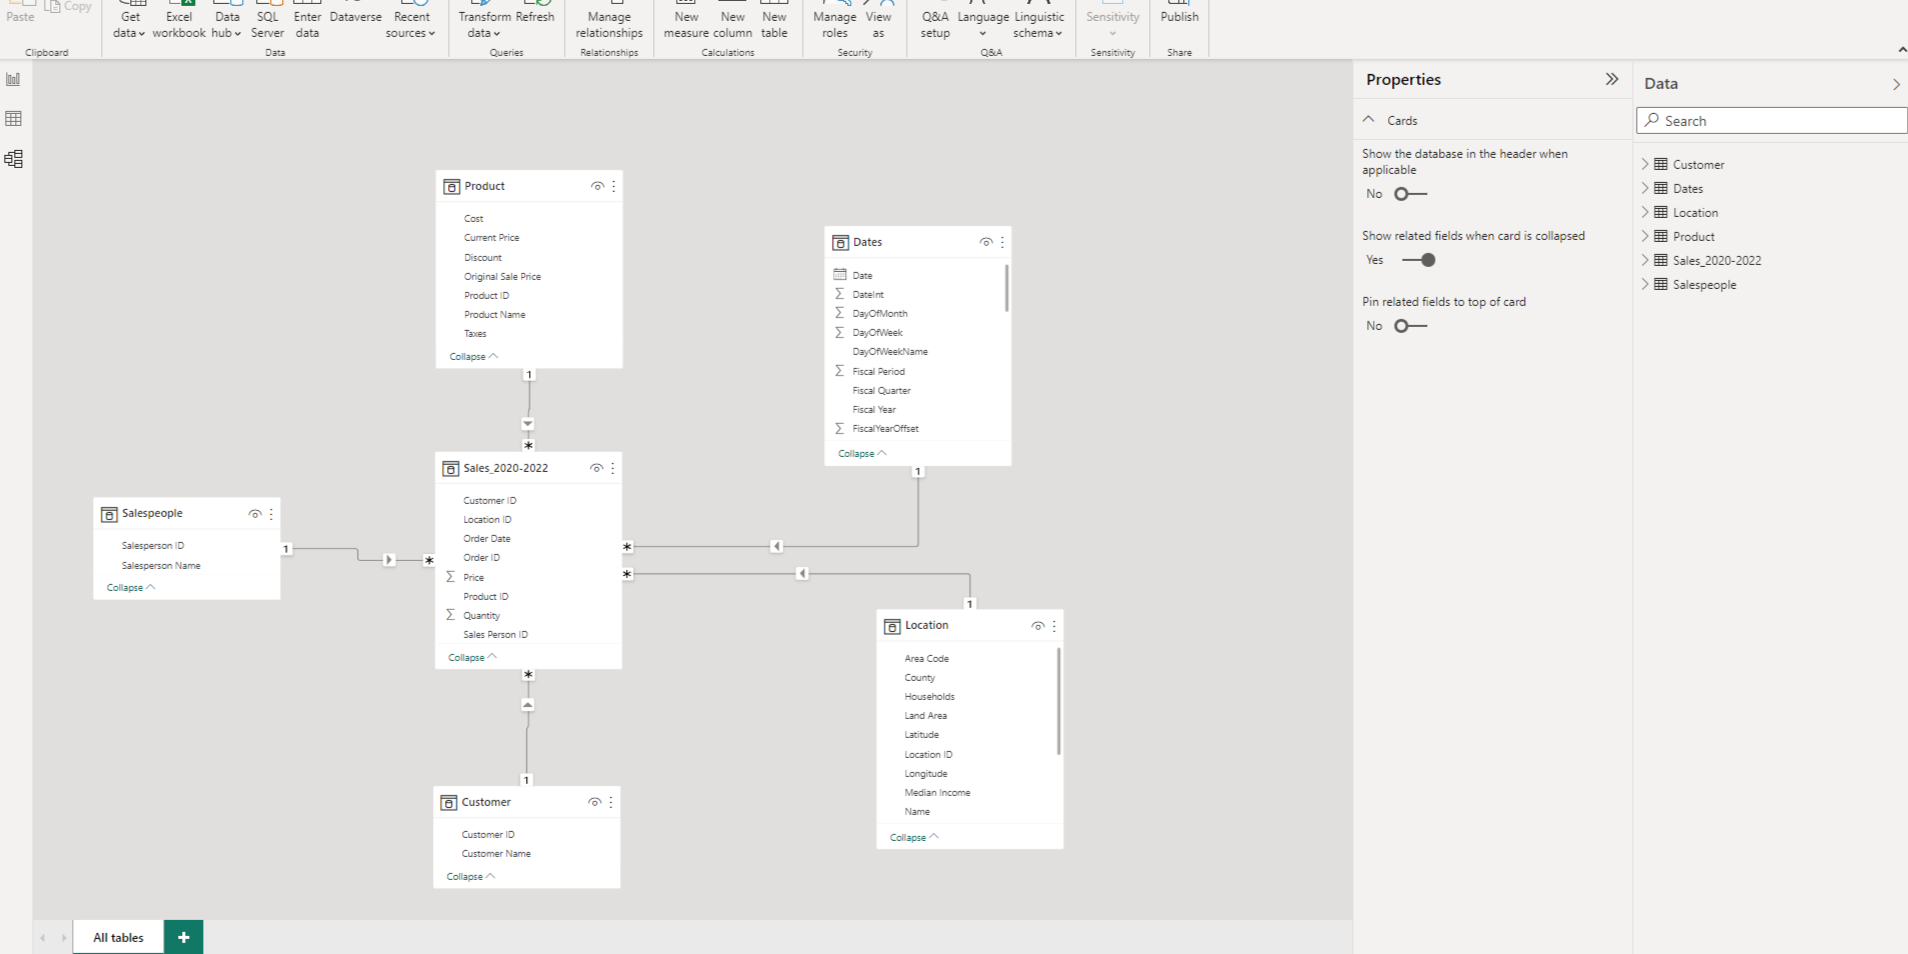 Paste
Copy
Get data
Excel workbook
Data hub
SQL Server
Enter data
Dataverse
Recent sources
Transform data
Refresh
Manage relationships
New measure
New column
New table
Manage roles
View as
Q&A setup
Language
Linguistic schema
Sensitivity
Publish
Clipboard
Data
Queries
Relationships
Calculations
Security
Q&A
Sensitivity
Share
Product
Cost
Current Price
Discount
Original Sale Price
Product ID
Product Name
Taxes
Collapse
1
*
Dates
Date
DateInt
DayOfMonth
DayOfWeek
DayOfWeekName
Fiscal Period
Fiscal Quarter
Fiscal Year
FiscalYearOffset
Collapse
1
*
Sales_2020-2022
Customer ID
Location ID
Order Date
Order ID
Price
Product ID
Quantity
Sales Person ID
Collapse
*
Salespeople
Salesperson ID
Salesperson Name
Collapse
1
*
*
Location
Area Code
County
Households
Land Area
Latitude
Location ID
Longitude
Median Income
Name
Collapse
1
1
Customer
Customer ID
Customer Name
Collapse
All tables
+
Properties
Cards
Show the database in the header when
applicable
No
Show related fields when card is collapsed
Yes
Pin related fields to top of card
No
Data
Search
Customer
Dates
Location
Product
Sales_2020-2022
Salespeople